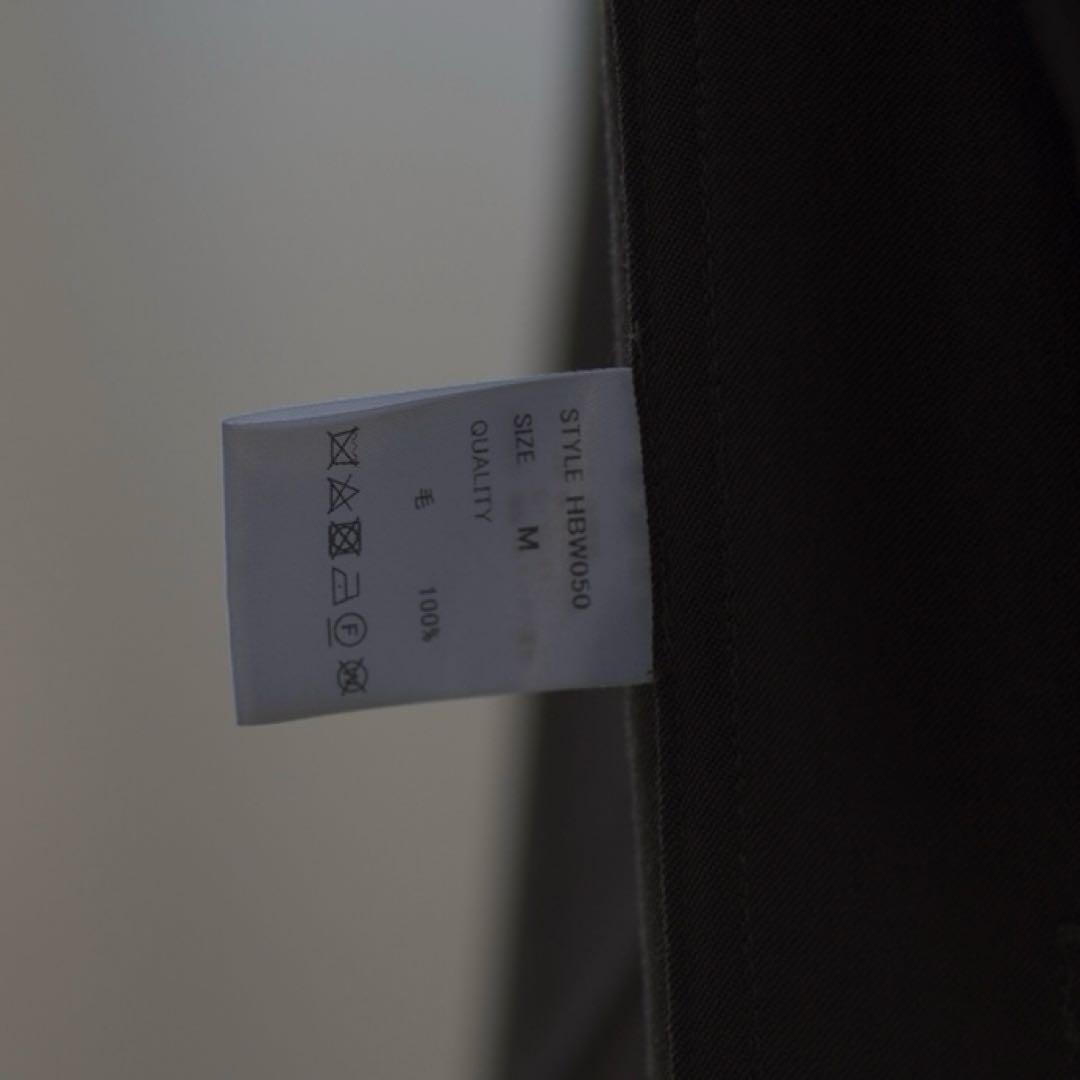 STYLE HBW050
SIZE M
QUALITY
毛 100%
F
W